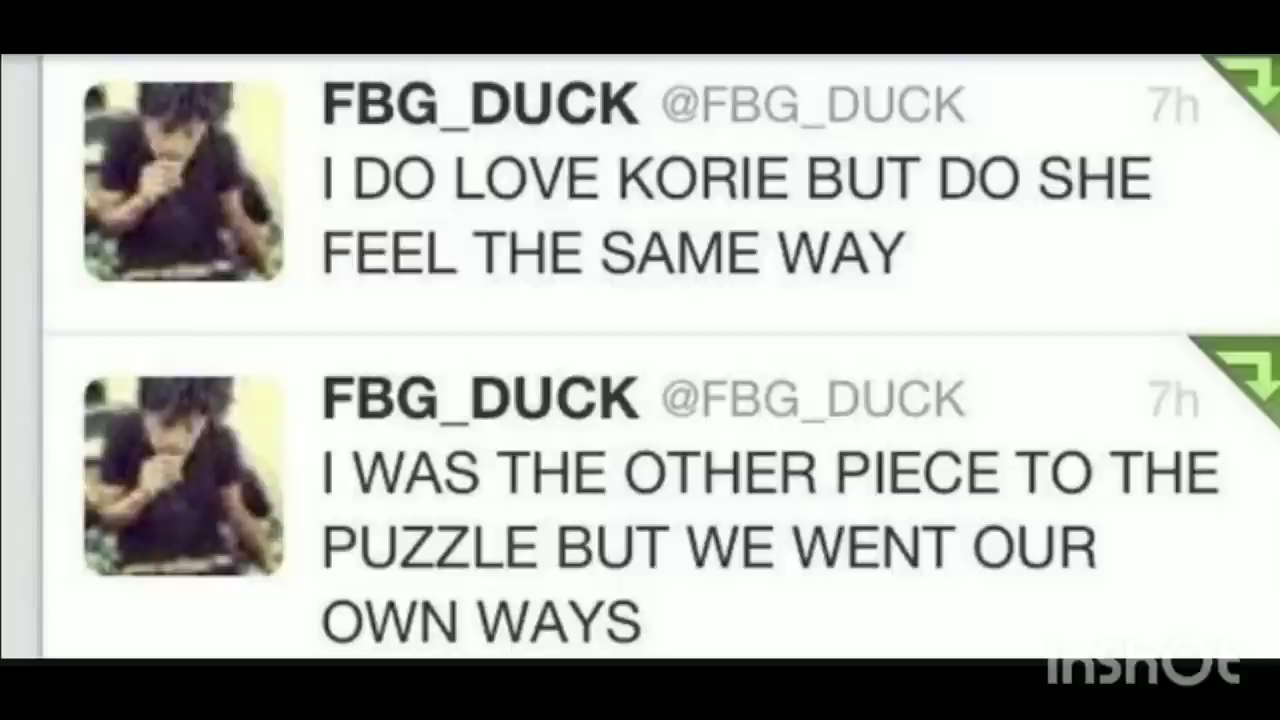 FBG_DUCK @FBG_DUCK 7h
I DO LOVE KORIE BUT DO SHE
FEEL THE SAME WAY
FBG_DUCK @FBG_DUCK 7h
I WAS THE OTHER PIECE TO THE
PUZZLE BUT WE WENT OUR
OWN WAYS
InShOt